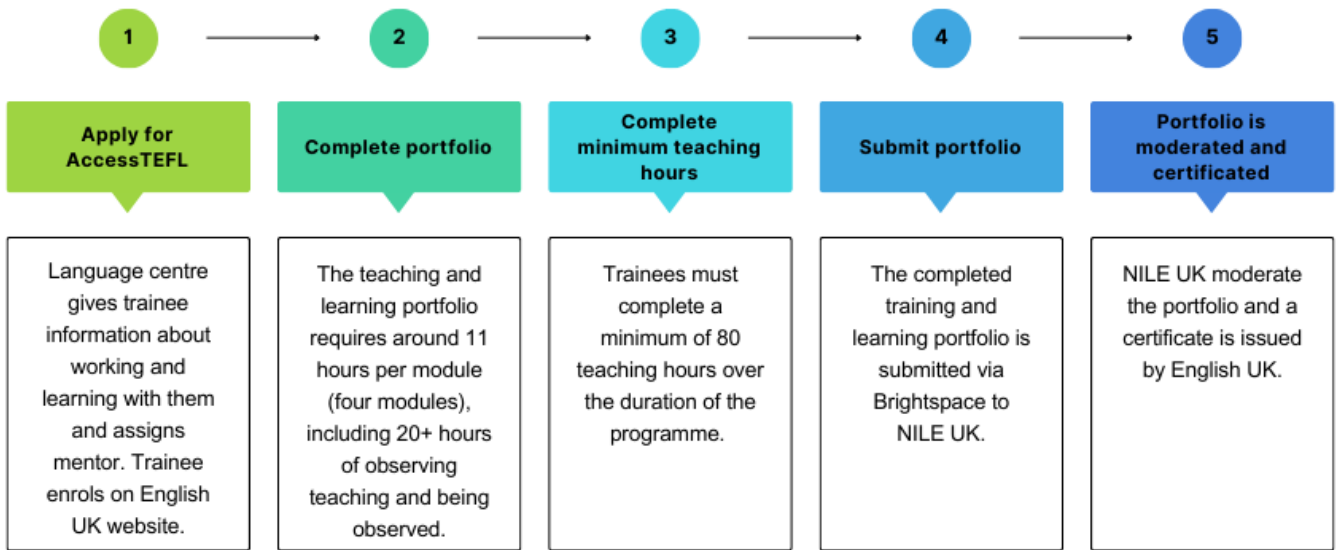 1
2
3
4
5
Apply for
AccessTEFL
Complete portfolio
Complete
minimum teaching
hours
Submit portfolio
Portfolio is
moderated and
certificated
Language centre
gives trainee
information about
working and
learning with them
and assigns
mentor. Trainee
enrols on English
UK website.
The teaching and
learning portfolio
requires around 11
hours per module
(four modules),
including 20+ hours
of observing
teaching and being
observed.
Trainees must
complete a
minimum of 80
teaching hours over
the duration of the
programme.
The completed
training and
learning portfolio is
submitted via
Brightspace to
NILE UK.
NILE UK moderate
the portfolio and a
certificate is issued
by English UK.